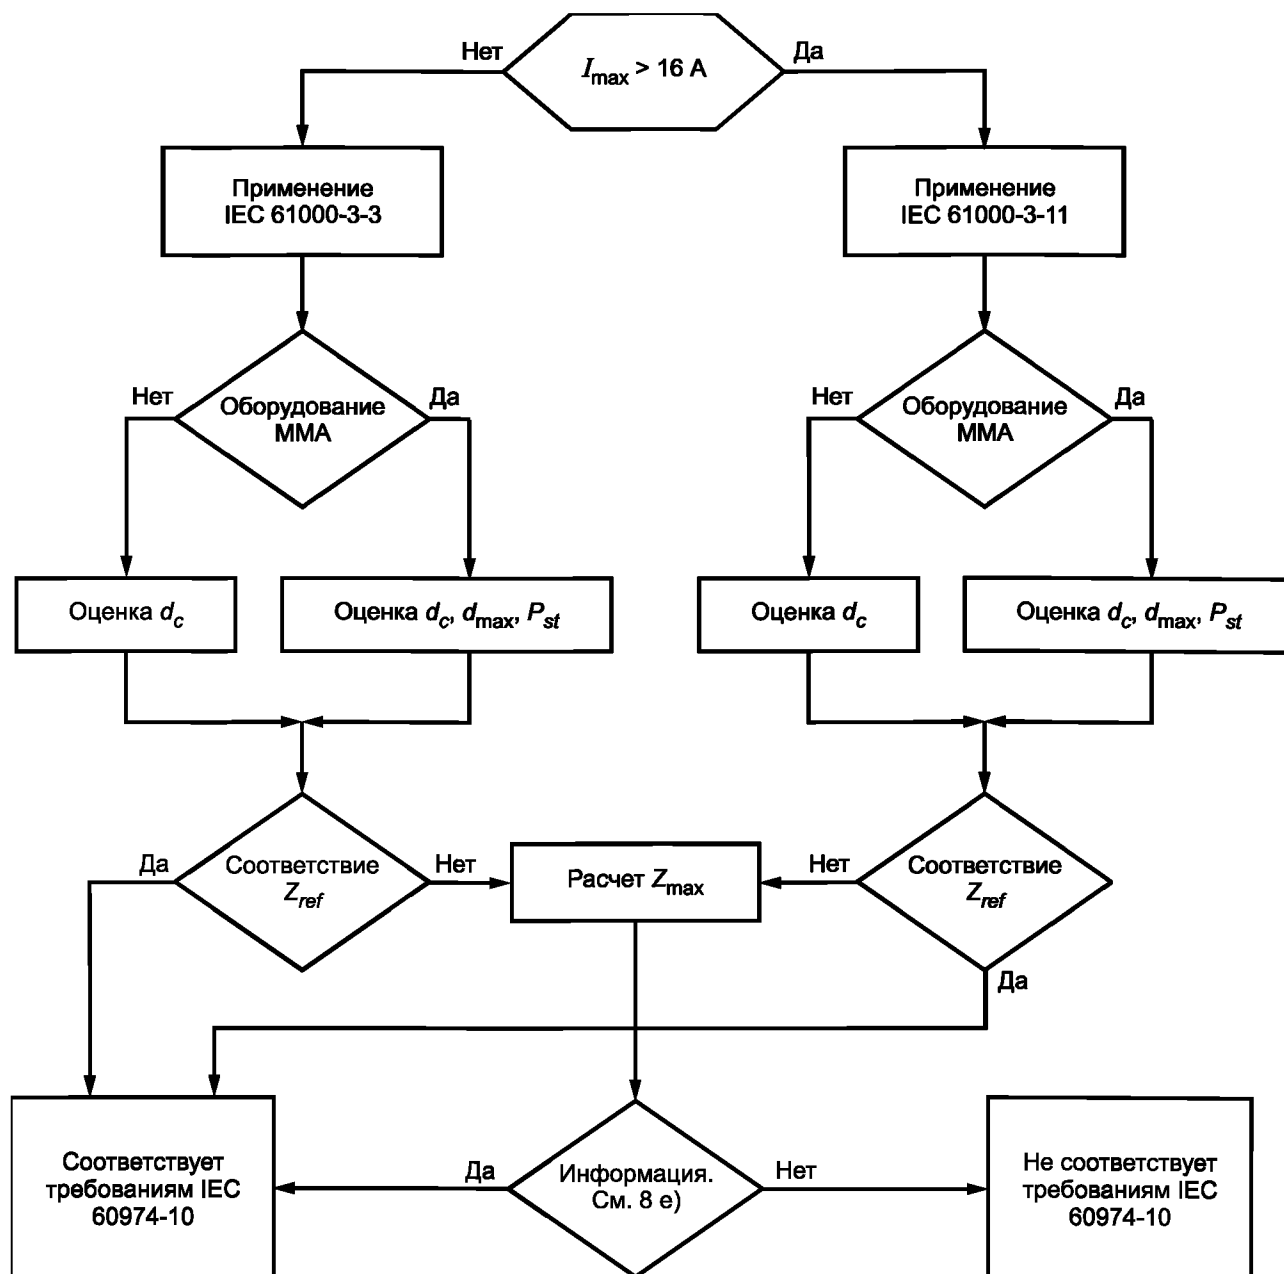 Нет
Да
I max > 16 А
Применение
IEC 61000-3-3
Применение
IEC 61000-3-11
Нет
Да
Оборудование
ММА
Нет
Да
Оборудование
ММА
Оценка dc
Оценка dc, dmax, Pst
Оценка dc
Оценка dc, dmax, Pst
Да
Соответствие
Zref
Нет
Расчет Zmax
Нет
Соответствие
Zref
Да
Соответствует
требованиям IEC
60974-10
Да
Информация.
См. 8 e)
Нет
Не соответствует
требованиям IEC
60974-10